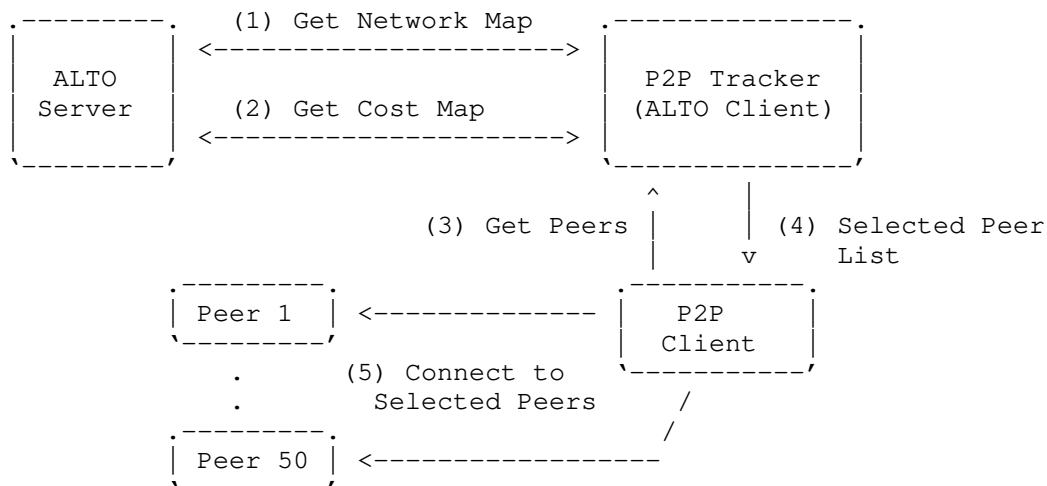 (1) Get Network Map
ALTO
Server
P2P Tracker
(ALTO Client)
(2) Get Cost Map
(3) Get Peers
(4) Selected Peer
List
Peer 1
P2P
Client
(5) Connect to
Selected Peers
Peer 50